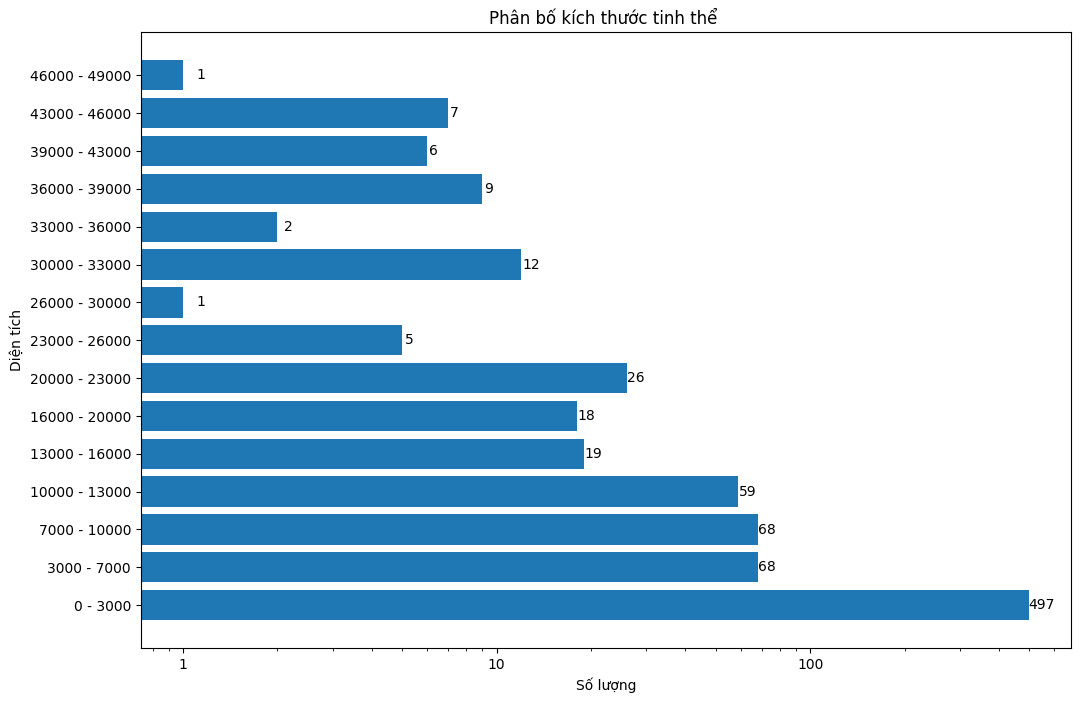 Phân bố kích thước tinh thể
46000 - 49000 1
43000 - 46000 7
39000 - 43000 6
36000 - 39000 9
33000 - 36000 2
30000 - 33000 12
26000 - 30000 1
23000 - 26000 5
20000 - 23000 26
16000 - 20000 18
13000 - 16000 19
10000 - 13000 59
7000 - 10000 68
3000 - 7000 68
0 - 3000 497
Diện tích
1 10 100
Số lượng